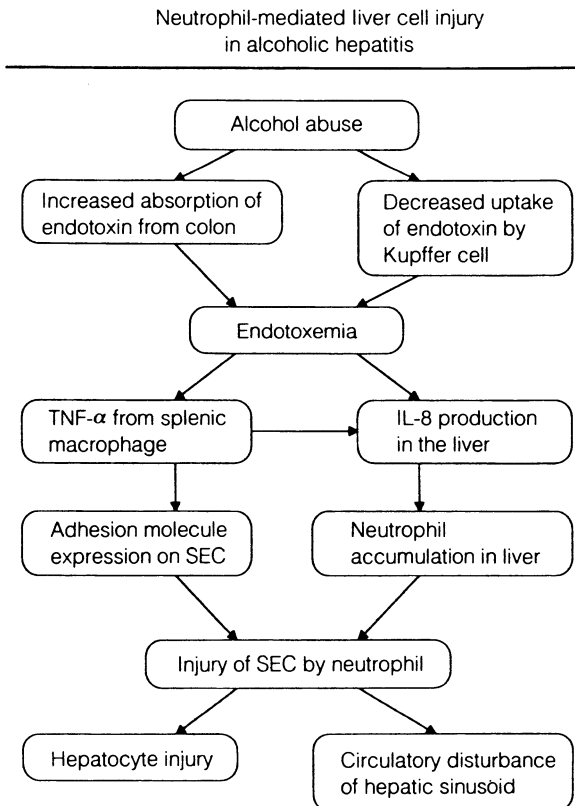 Neutrophil-mediated liver cell injury
in alcoholic hepatitis
Alcohol abuse
Increased absorption of
endotoxin from colon
Decreased uptake
of endotoxin by
Kupffer cell
Endotoxemia
TNF-α from splenic
macrophage
IL-8 production
in the liver
Adhesion molecule
expression on SEC
Neutrophil
accumulation in liver
Injury of SEC by neutrophil
Hepatocyte injury
Circulatory disturbance
of hepatic sinusoid